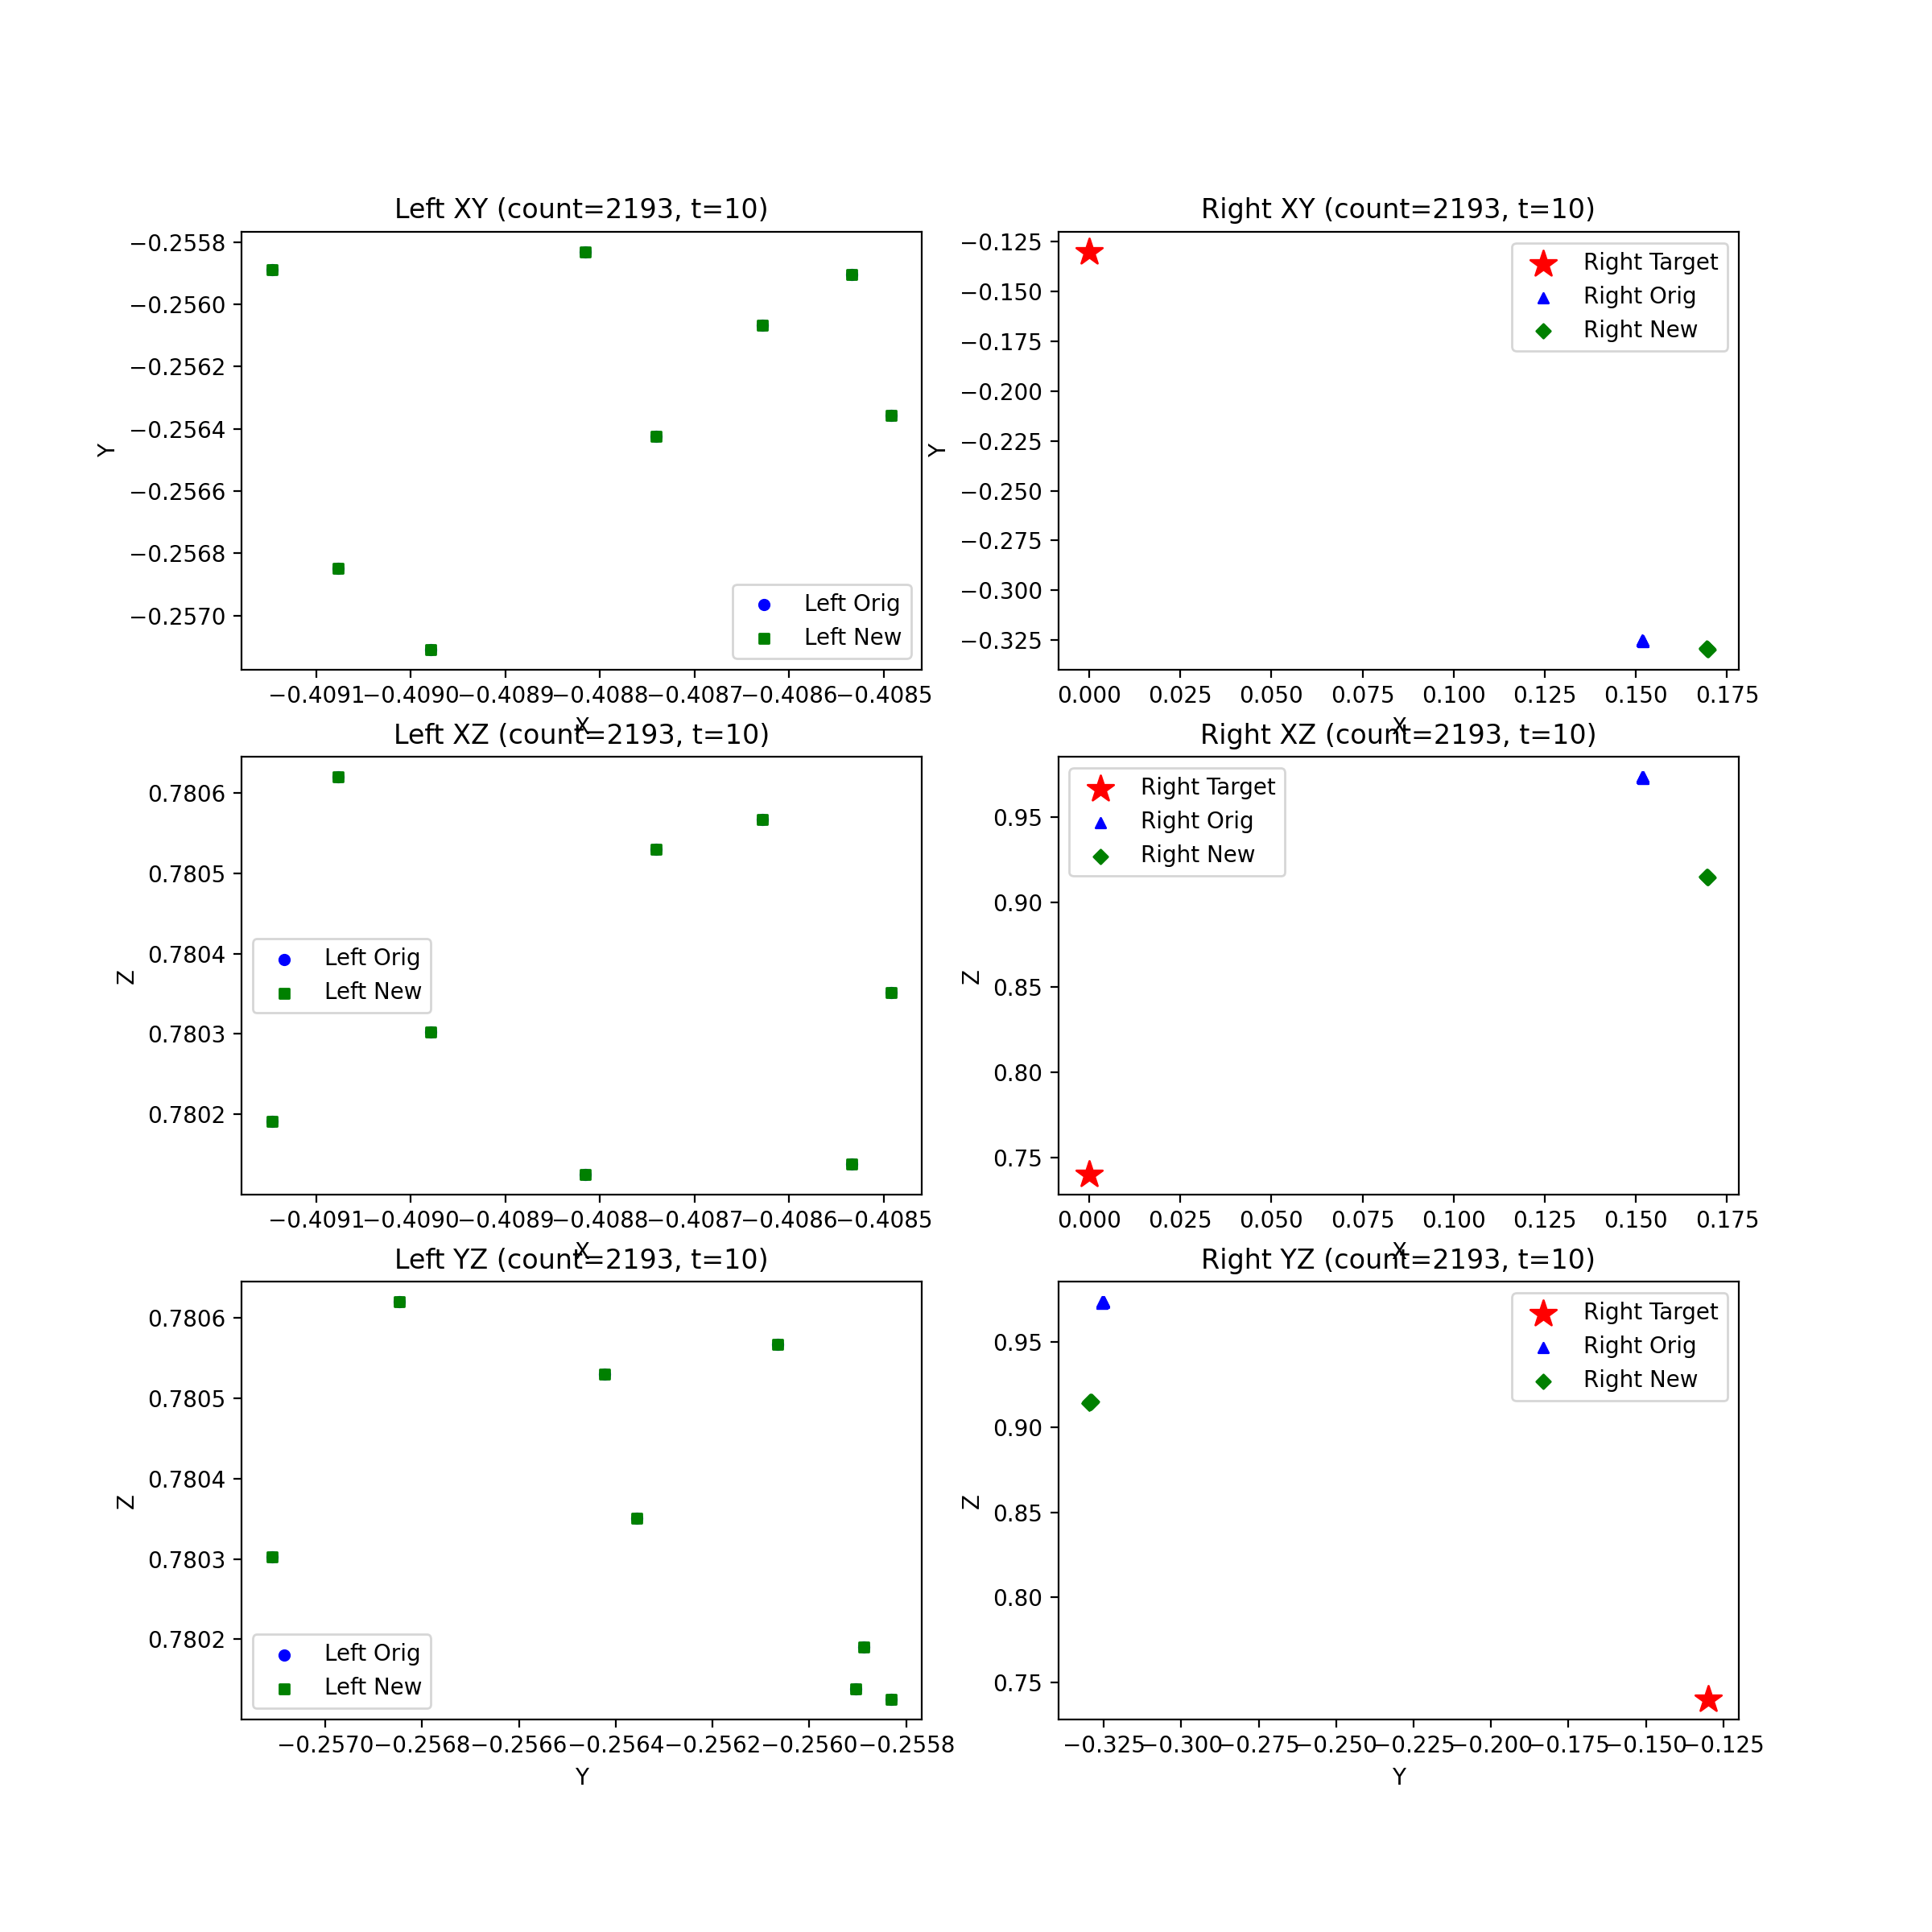 Left XY (count=2193, t=10)
Right XY (count=2193, t=10)
−0.2558
−0.2560
−0.2562
−0.2564
−0.2566
−0.2568
−0.2570
Y
Left Orig
Left New
−0.4091 −0.4090 −0.4089 −0.4088 −0.4087 −0.4086 −0.4085
X
−0.125
−0.150
−0.175
−0.200
−0.225
−0.250
−0.275
−0.300
−0.325
Y
Right Target
Right Orig
Right New
0.000 0.025 0.050 0.075 0.100 0.125 0.150 0.175
X
Left XZ (count=2193, t=10)
Right XZ (count=2193, t=10)
0.7806
0.7805
0.7804
0.7803
0.7802
Z
Left Orig
Left New
−0.4091 −0.4090 −0.4089 −0.4088 −0.4087 −0.4086 −0.4085
X
0.95
0.90
0.85
0.80
0.75
Z
Right Target
Right Orig
Right New
0.000 0.025 0.050 0.075 0.100 0.125 0.150 0.175
X
Left YZ (count=2193, t=10)
Right YZ (count=2193, t=10)
0.7806
0.7805
0.7804
0.7803
0.7802
Z
Left Orig
Left New
−0.2570 −0.2568 −0.2566 −0.2564 −0.2562 −0.2560 −0.2558
Y
0.95
0.90
0.85
0.80
0.75
Z
Right Target
Right Orig
Right New
−0.325 −0.300 −0.275 −0.250 −0.225 −0.200 −0.175 −0.150 −0.125
Y